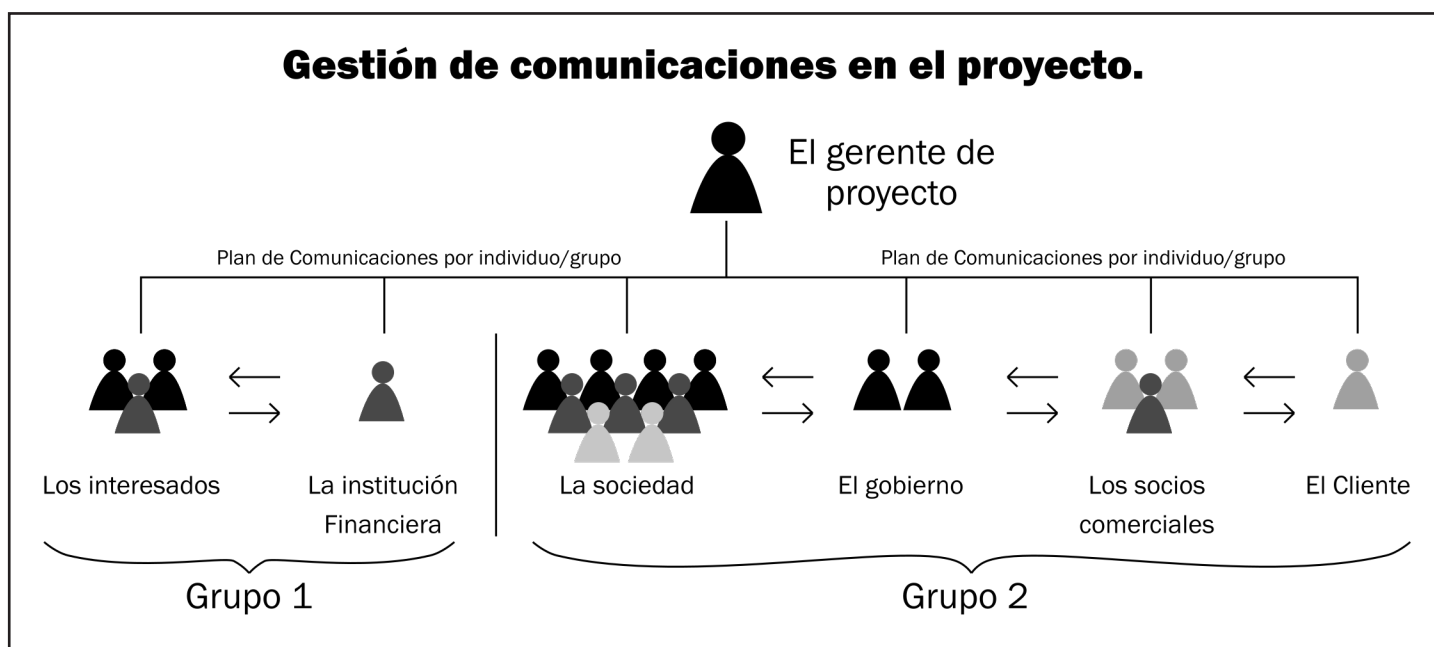 Gestión de comunicaciones en el proyecto.
El gerente de
proyecto
Plan de Comunicaciones por individuo/grupo
Plan de Comunicaciones por individuo/grupo
Los interesados
La institución
Financiera
La sociedad
El gobierno
Los socios
comerciales
El Cliente
Grupo 1
Grupo 2